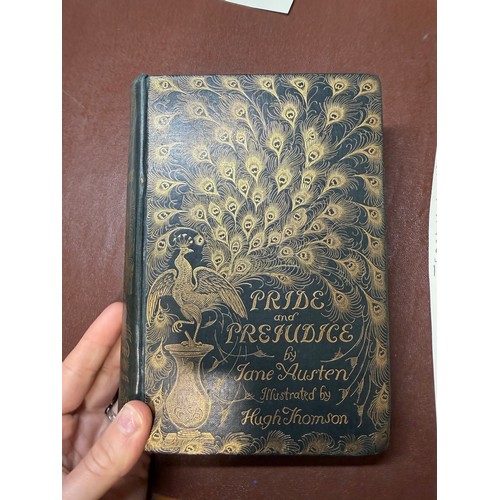 PRIDE
and
PREJUDICE
by
Jane Austen
Illustrated by
Hugh Thomson